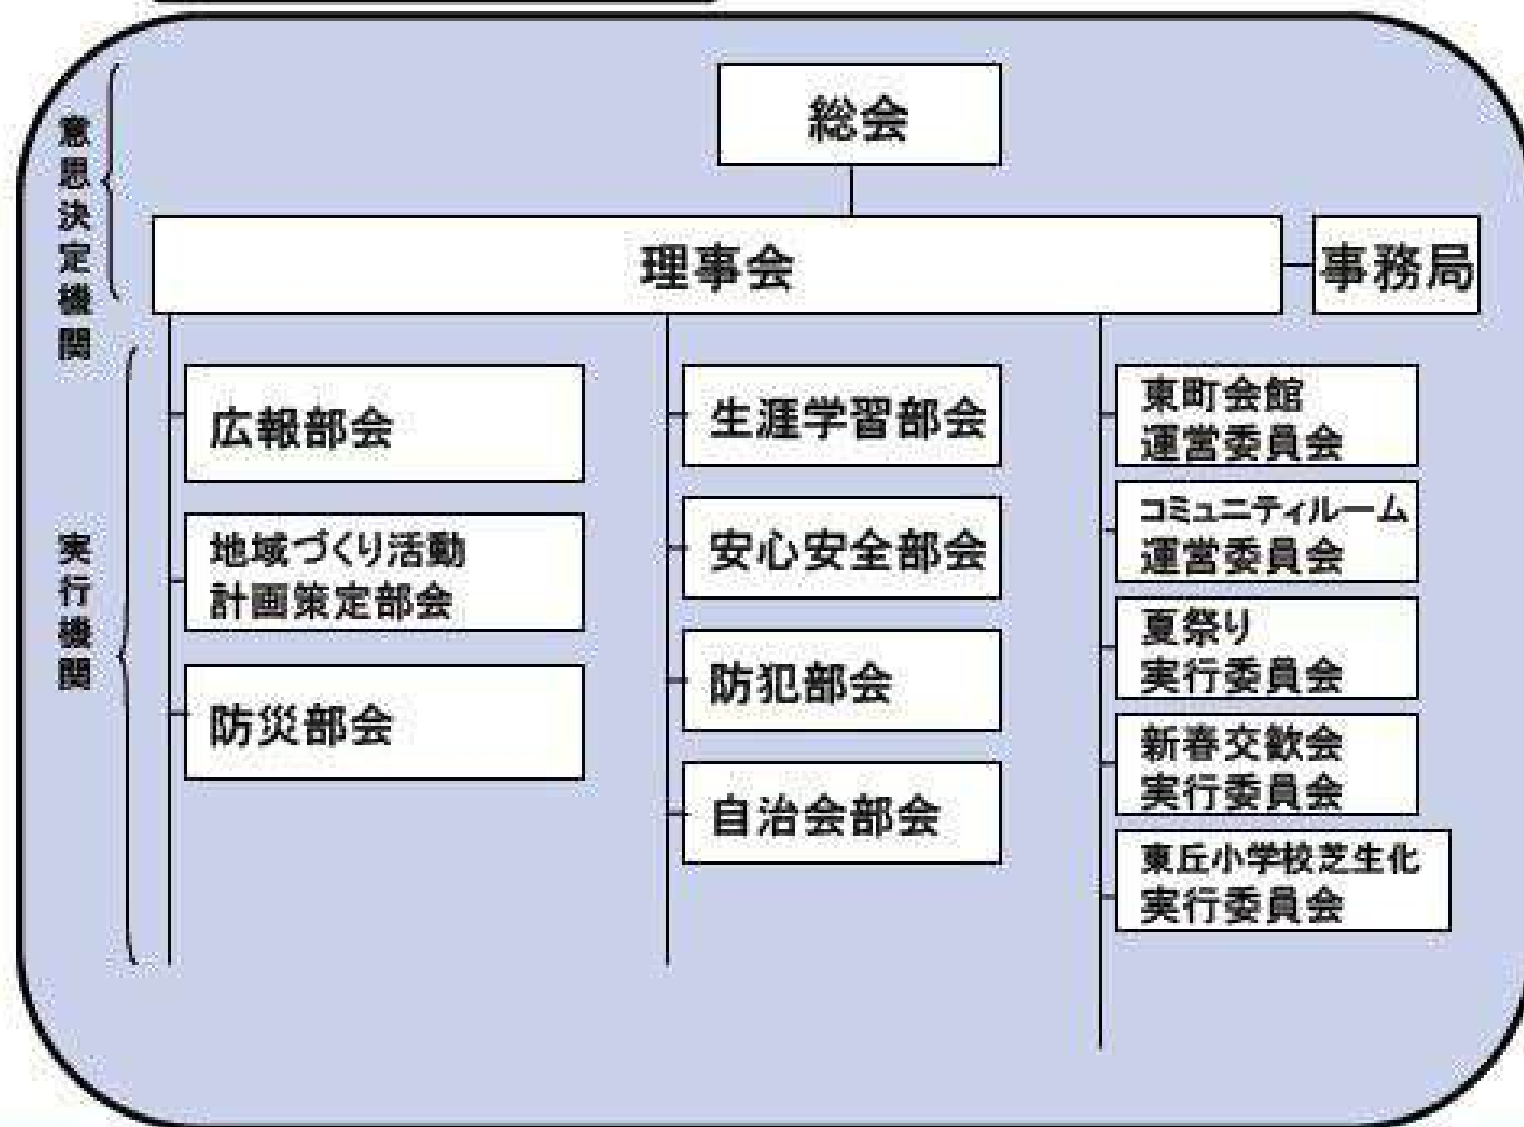 意思決定機関
総会
理事会
事務局
実行機関
広報部会
地域づくり活動
計画策定部会
防災部会
生涯学習部会
安心安全部会
防犯部会
自治会部会
東町会館
運営委員会
コミュニティルーム
運営委員会
夏祭り
実行委員会
新春交歓会
実行委員会
東丘小学校芝生化
実行委員会